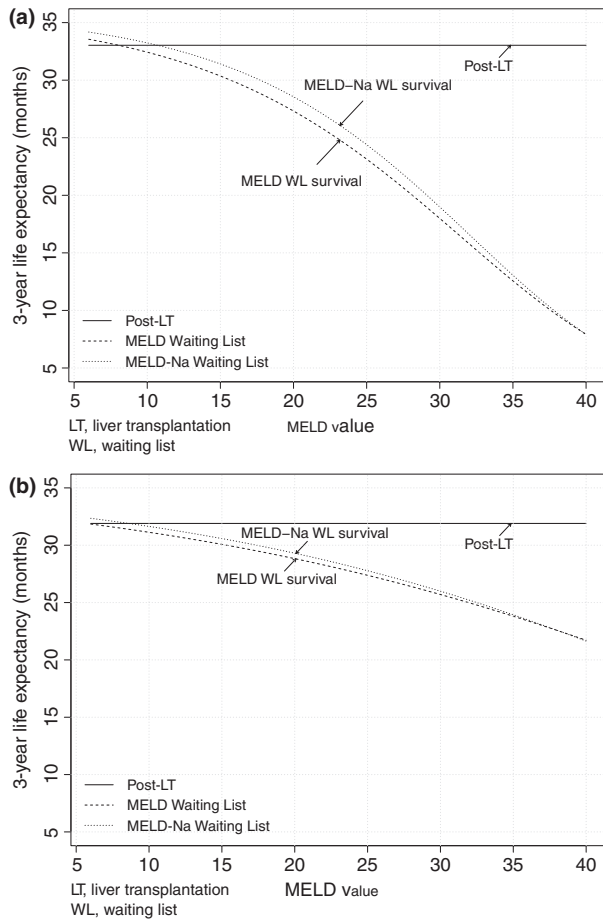 (a)
3-year life expectancy (months)
35
30
25
20
15
10
5
Post-LT
MELD–Na WL survival
MELD WL survival
Post-LT
MELD Waiting List
MELD-Na Waiting List
5 10 15 20 25 30 35 40
LT, liver transplantation
WL, waiting list
MELD value
(b)
3-year life expectancy (months)
35
30
25
20
15
10
5
MELD–Na WL survival
Post-LT
MELD WL survival
Post-LT
MELD Waiting List
MELD-Na Waiting List
5 10 15 20 25 30 35 40
LT, liver transplantation
WL, waiting list
MELD value